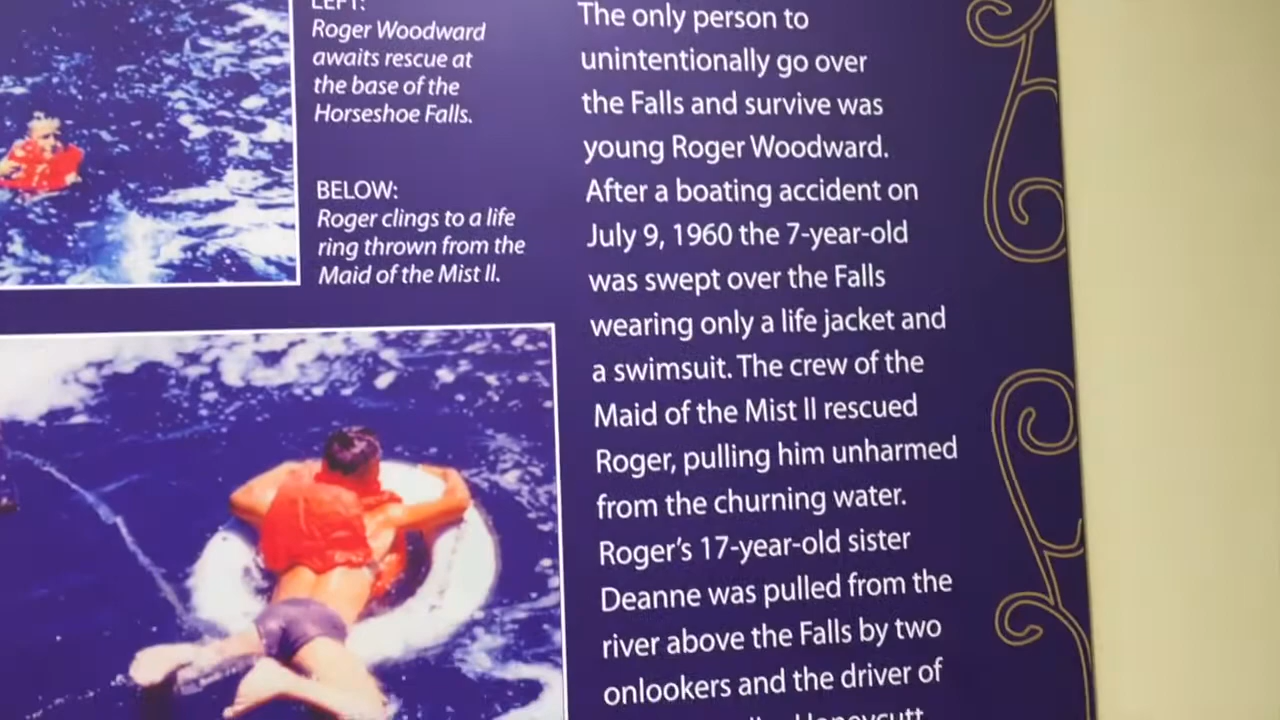 LEFT:
Roger Woodward
awaits rescue at
the base of the
Horseshoe Falls.
BELOW:
Roger clings to a life
ring thrown from the
Maid of the Mist II.
The only person to
unintentionally go over
the Falls and survive was
young Roger Woodward.
After a boating accident on
July 9, 1960 the 7-year-old
was swept over the Falls
wearing only a life jacket and
a swimsuit. The crew of the
Maid of the Mist II rescued
Roger, pulling him unharmed
from the churning water.
Roger's 17-year-old sister
Deanne was pulled from the
river above the Falls by two
onlookers and the driver of
Honeycutt